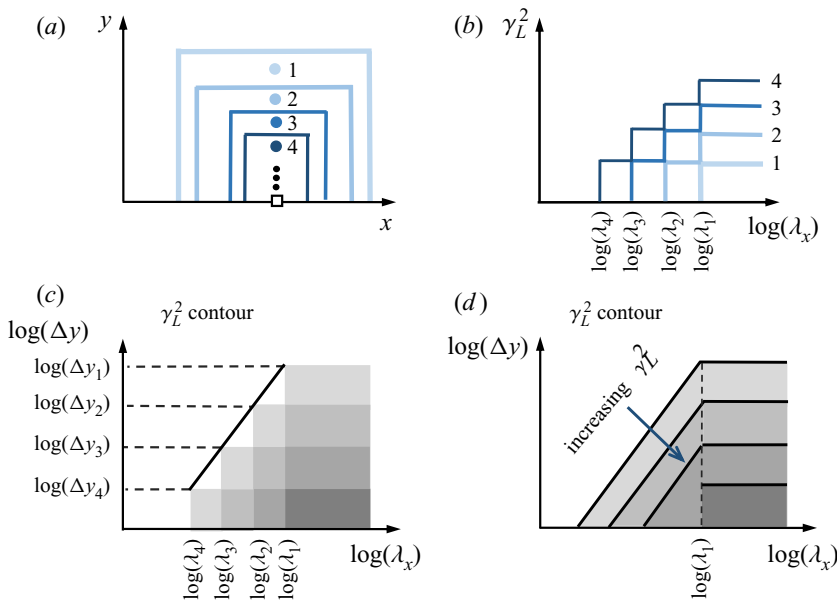 (a)
y
1
2
3
4
x
(b)
γ_L^2
4
3
2
1
log(λ_4)
log(λ_3)
log(λ_2)
log(λ_1)
log(λ_x)
(c)
γ_L^2 contour
log(Δy)
log(Δy_1)
log(Δy_2)
log(Δy_3)
log(Δy_4)
log(λ_4)
log(λ_3)
log(λ_2)
log(λ_1)
log(λ_x)
(d)
γ_L^2 contour
log(Δy)
increasing γ_L^2
log(λ_1)
log(λ_x)